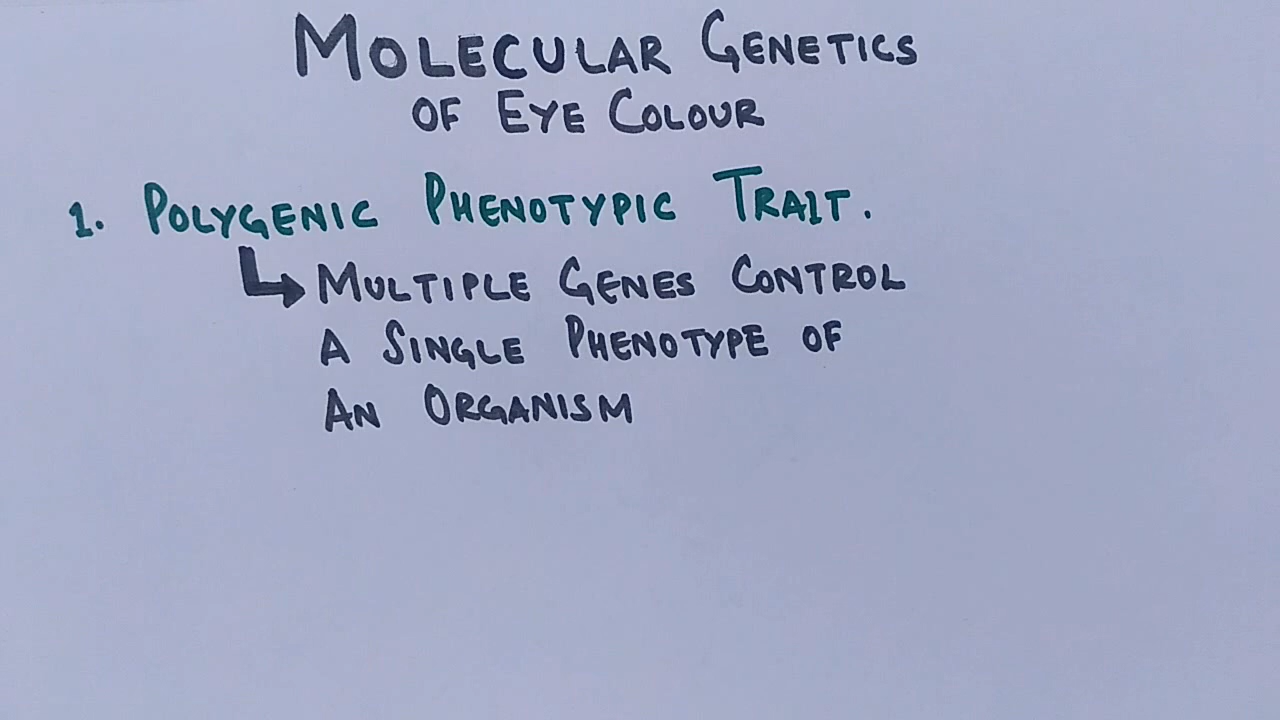 MOLECULAR GENETICS
OF EYE COLOUR
1. POLYGENIC PHENOTYPIC TRAIT.
MULTIPLE GENES CONTROL
A SINGLE PHENOTYPE OF
AN ORGANISM